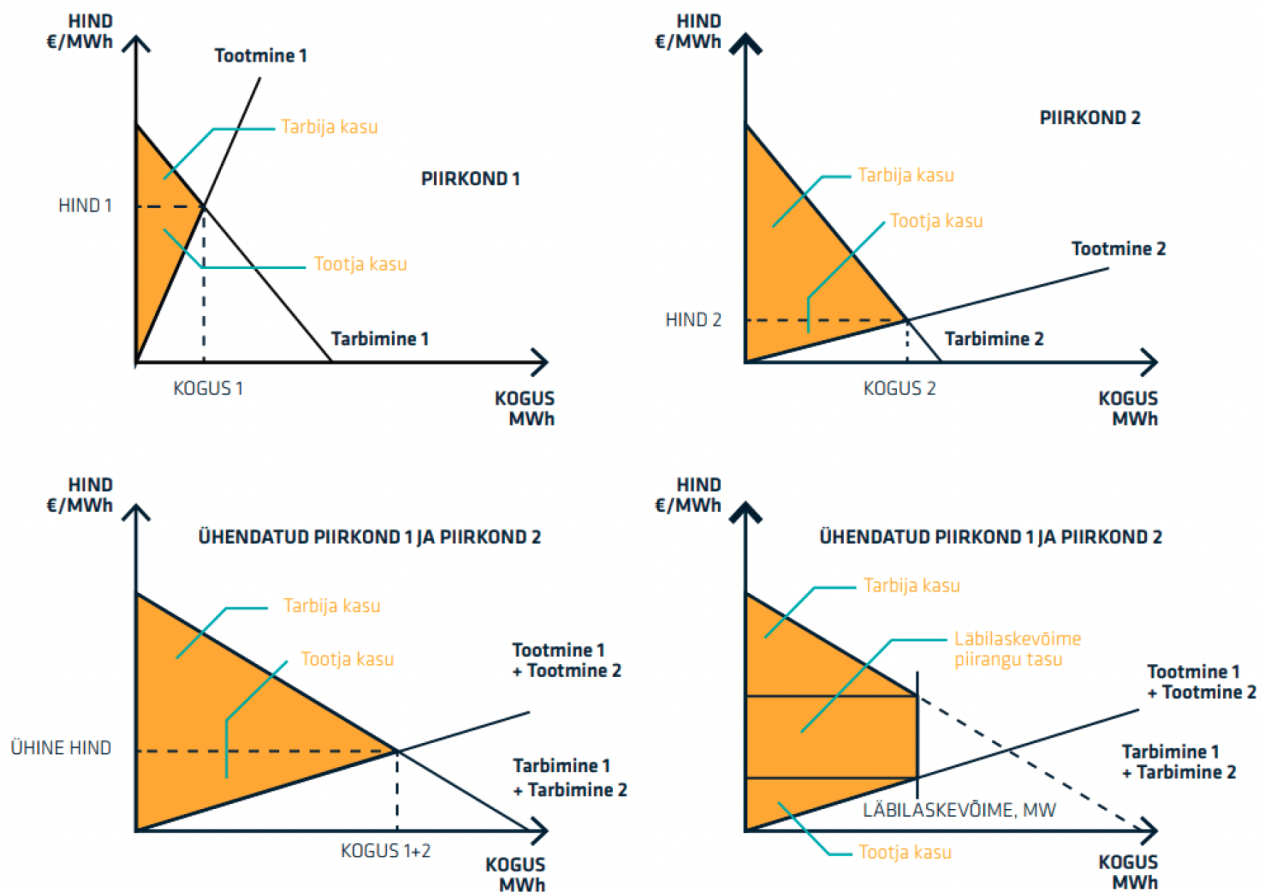 HIND
€/MWh
Tootmine 1
Tarbija kasu
PIIRKOND 1
HIND 1
Tootja kasu
Tarbimine 1
KOGUS 1
KOGUS
MWh
HIND
€/MWh
PIIRKOND 2
Tarbija kasu
Tootja kasu
Tootmine 2
HIND 2
Tarbimine 2
KOGUS 2
KOGUS
MWh
HIND
€/MWh
ÜHENDATUD PIIRKOND 1 JA PIIRKOND 2
Tarbija kasu
Tootja kasu
Tootmine 1
+ Tootmine 2
ÜHINE HIND
Tarbimine 1
+ Tarbimine 2
KOGUS 1+2
KOGUS
MWh
HIND
€/MWh
ÜHENDATUD PIIRKOND 1 JA PIIRKOND 2
Tarbija kasu
Läbilaskevõime
piirangu tasu
Tootmine 1
+ Tootmine 2
Tarbimine 1
+ Tarbimine 2
LÄBILASKEVÕIME, MW
Tootja kasu
KOGUS
MWh